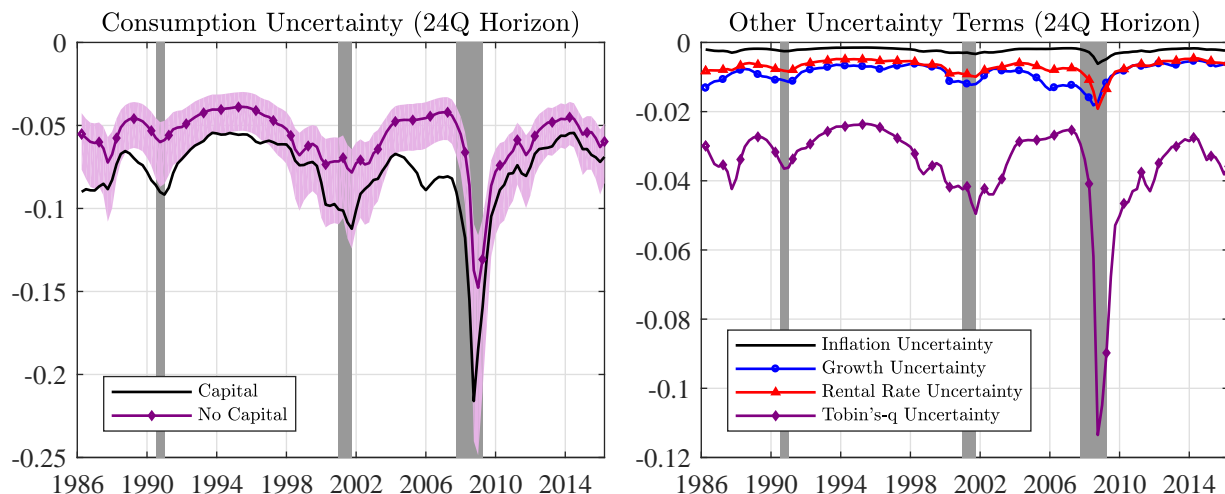 Consumption Uncertainty (24Q Horizon)
0
-0.05
-0.1
-0.15
-0.2
-0.25
1986 1990 1994 1998 2002 2006 2010 2014
Capital
No Capital
Other Uncertainty Terms (24Q Horizon)
0
-0.02
-0.04
-0.06
-0.08
-0.1
-0.12
1986 1990 1994 1998 2002 2006 2010 2014
Inflation Uncertainty
Growth Uncertainty
Rental Rate Uncertainty
Tobin's-q Uncertainty